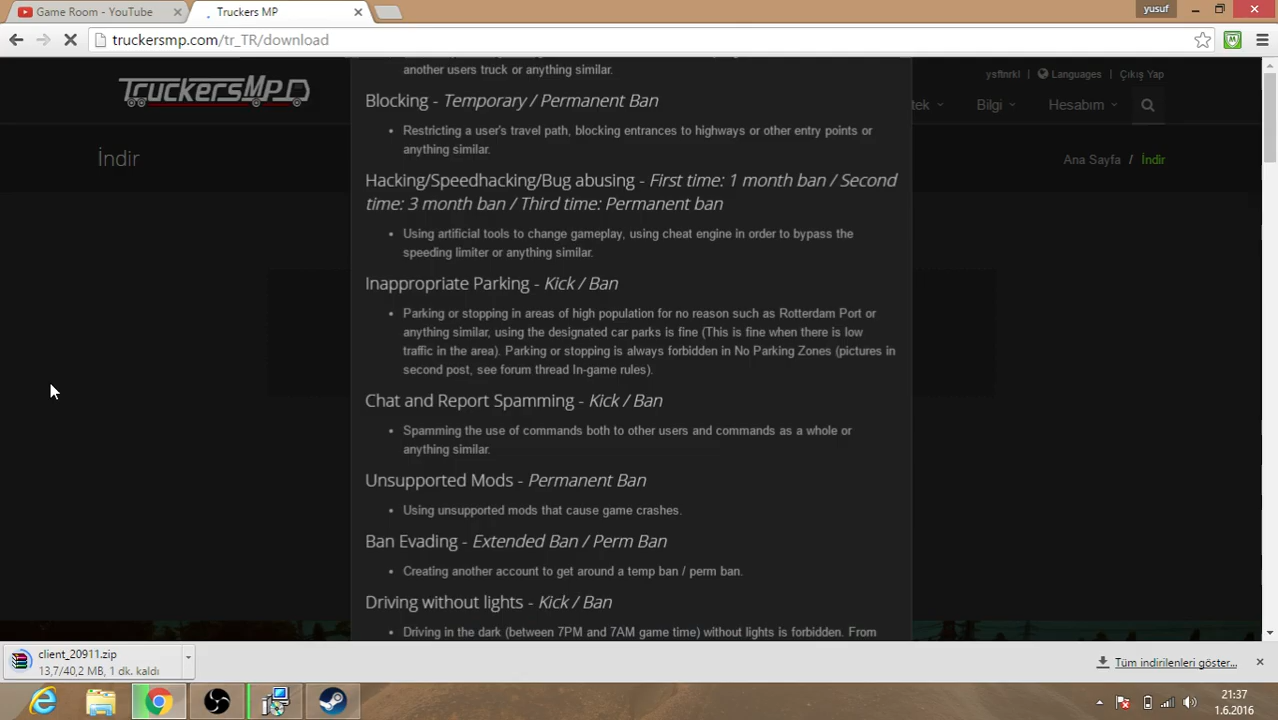 Game Room - YouTube
Truckers MP
yusuf
truckersmp.com/tr_TR/download
TRUCKERSMP
ysfinrkl Languages Çıkış Yap
tek Bilgi Hesabım
İndir
Ana Sayfa / İndir
another users truck or anything similar.
Blocking - Temporary / Permanent Ban
Restricting a user's travel path, blocking entrances to highways or other entry points or
anything similar.
Hacking/Speedhacking/Bug abusing - First time: 1 month ban / Second
time: 3 month ban / Third time: Permanent ban
Using artificial tools to change gameplay, using cheat engine in order to bypass the
speeding limiter or anything similar.
Inappropriate Parking - Kick / Ban
Parking or stopping in areas of high population for no reason such as Rotterdam Port or
anything similar, using the designated car parks is fine (This is fine when there is low
traffic in the area). Parking or stopping is always forbidden in No Parking Zones (pictures in
second post, see forum thread In-game rules).
Chat and Report Spamming - Kick / Ban
Spamming the use of commands both to other users and commands as a whole or
anything similar.
Unsupported Mods - Permanent Ban
Using unsupported mods that cause game crashes.
Ban Evading - Extended Ban / Perm Ban
Creating another account to get around a temp ban / perm ban.
Driving without lights - Kick / Ban
Driving in the dark (between 7PM and 7AM game time) without lights is forbidden. From
client_20911.zip
13,7/40,2 MB, 1 dk. kaldı
Tüm indirilenleri göster...
21:37
1.6.2016